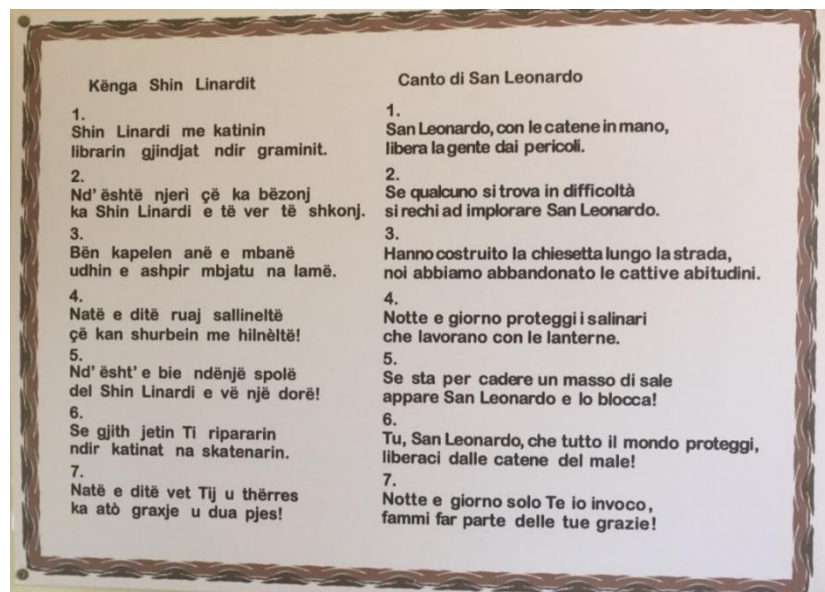 Kënga Shin Linardit
1.
Shin Linardi me katinin
librarin gjindjat ndir graminit.
2.
Nd' është njeri çë ka bëzonj
ka Shin Linardi e të ver të shkonj.
3.
Bën kapelen anë e mbanë
udhin e ashpir mbjatu na lamë.
4.
Natë e ditë ruaj sallineltë
çë kan shurbein me hilnèltë!
5.
Nd' ësht' e bie ndënjë spolë
del Shin Linardi e vë një dorë!
6.
Se gjith jetin Ti ripararin
ndir katinat na skatenarin.
7.
Natë e ditë vet Tij u thërres
ka atò graxje u dua pjes!
Canto di San Leonardo
1.
San Leonardo, con le catene in mano,
libera la gente dai pericoli.
2.
Se qualcuno si trova in difficoltà
si rechi ad implorare San Leonardo.
3.
Hanno costruito la chiesetta lungo la strada,
noi abbiamo abbandonato le cattive abitudini.
4.
Notte e giorno proteggi i salinari
che lavorano con le lanterne.
5.
Se sta per cadere un masso di sale
appare San Leonardo e lo blocca!
6.
Tu, San Leonardo, che tutto il mondo proteggi,
liberaci dalle catene del male!
7.
Notte e giorno solo Te io invoco,
fammi far parte delle tue grazie!